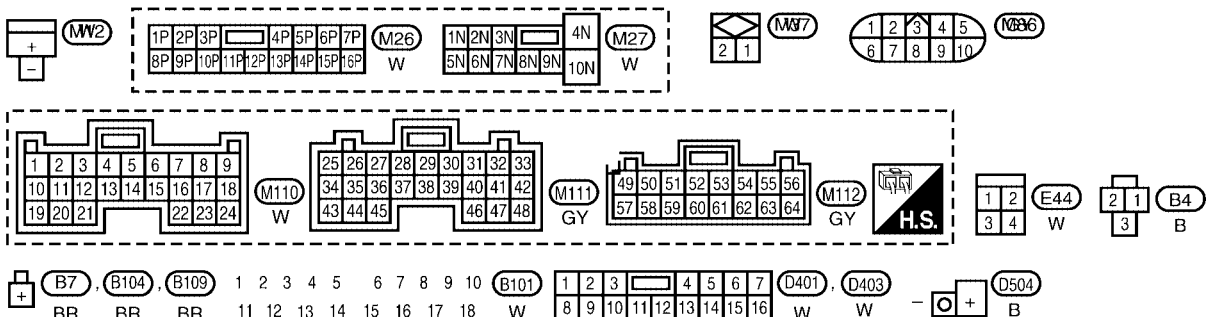 +
−
1P 2P 3P 4P 5P 6P 7P
8P 9P 10P 11P 12P 13P 14P 15P 16P
M26
W
1N 2N 3N 4N
5N 6N 7N 8N 9N 10N
M27
W
2 1
1 2 3 4 5
6 7 8 9 10
1 2 3 4 5 6 7 8 9
10 11 12 13 14 15 16 17 18
19 20 21 22 23 24
M110
W
25 26 27 28 29 30 31 32 33
34 35 36 37 38 39 40 41 42
43 44 45 46 47 48
M111
GY
49 50 51 52 53 54 55 56
57 58 59 60 61 62 63 64
M112
GY
H.S.
1 2
3 4
E44
W
2 1
3
B4
B
+
B7 , B104 , B109
BR BR BR
1 2 3 4 5 6 7 8 9 10
11 12 13 14 15 16 17 18
B101
W
1 2 3 4 5 6 7
8 9 10 11 12 13 14 15 16
D401 , D403
W W
− +
D504
B